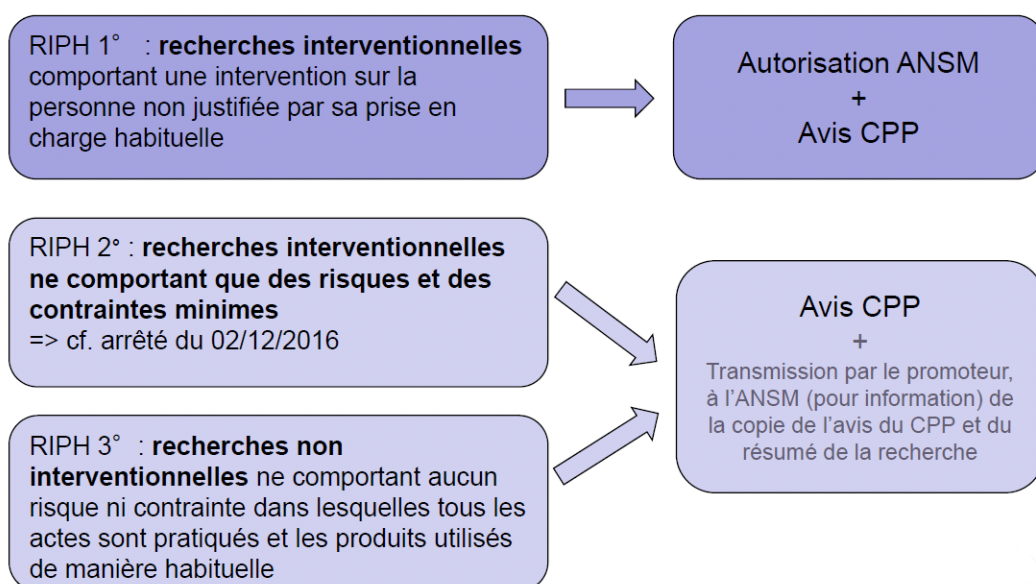 RIPH 1° : recherches interventionnelles
comportant une intervention sur la
personne non justifiée par sa prise en
charge habituelle
Autorisation ANSM
+
Avis CPP
RIPH 2° : recherches interventionnelles
ne comportant que des risques et des
contraintes minimes
=> cf. arrêté du 02/12/2016
RIPH 3° : recherches non
interventionnelles ne comportant aucun
risque ni contrainte dans lesquelles tous les
actes sont pratiqués et les produits utilisés
de manière habituelle
Avis CPP
+
Transmission par le promoteur,
à l’ANSM (pour information) de
la copie de l’avis du CPP et du
résumé de la recherche